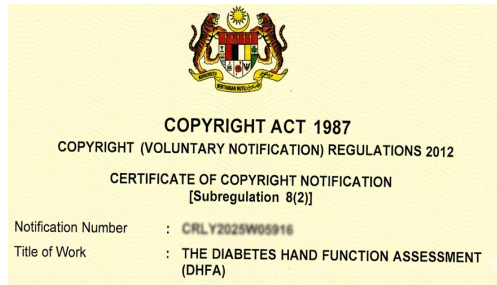 COPYRIGHT ACT 1987
COPYRIGHT (VOLUNTARY NOTIFICATION) REGULATIONS 2012
CERTIFICATE OF COPYRIGHT NOTIFICATION
[Subregulation 8(2)]
Notification Number : CRLY2025W05916
Title of Work : THE DIABETES HAND FUNCTION ASSESSMENT
(DHFA)